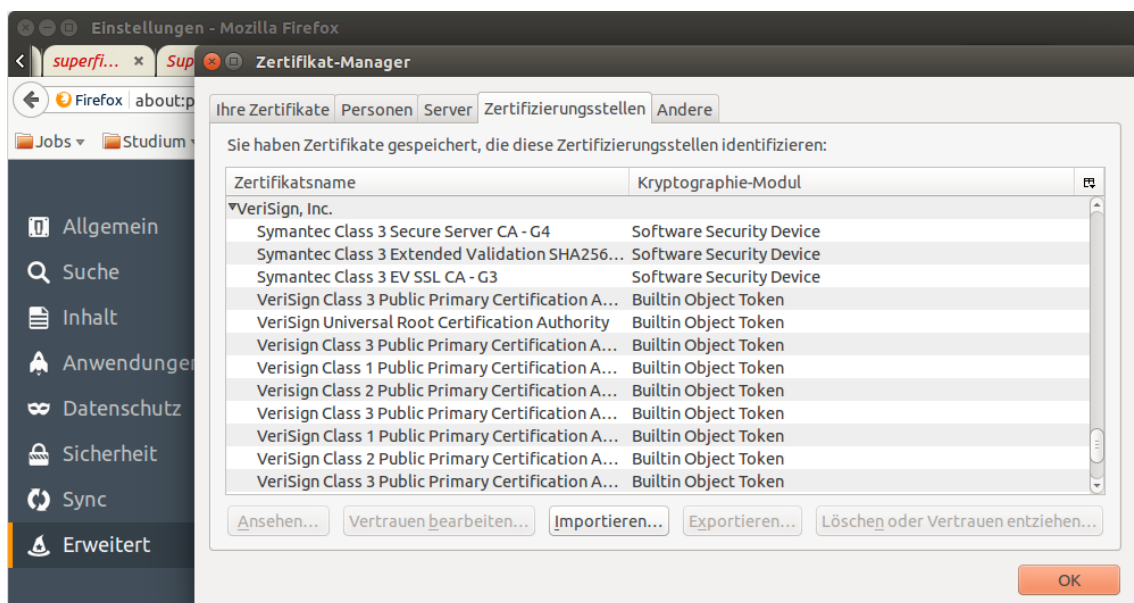 Einstellungen - Mozilla Firefox
superfi... × Sup
Zertifikat-Manager
Firefox about:p
Jobs Studium
Ihre Zertifikate Personen Server Zertifizierungsstellen Andere
Sie haben Zertifikate gespeichert, die diese Zertifizierungsstellen identifizieren:
Zertifikatsname Kryptographie-Modul
VeriSign, Inc.
Symantec Class 3 Secure Server CA - G4 Software Security Device
Symantec Class 3 Extended Validation SHA256... Software Security Device
Symantec Class 3 EV SSL CA - G3 Software Security Device
VeriSign Class 3 Public Primary Certification A... Builtin Object Token
VeriSign Universal Root Certification Authority Builtin Object Token
Verisign Class 3 Public Primary Certification A... Builtin Object Token
Verisign Class 1 Public Primary Certification A... Builtin Object Token
Verisign Class 2 Public Primary Certification A... Builtin Object Token
Verisign Class 3 Public Primary Certification A... Builtin Object Token
VeriSign Class 1 Public Primary Certification A... Builtin Object Token
VeriSign Class 2 Public Primary Certification A... Builtin Object Token
VeriSign Class 3 Public Primary Certification A... Builtin Object Token
Ansehen... Vertrauen bearbeiten... Importieren... Exportieren... Löschen oder Vertrauen entziehen...
OK
Allgemein
Suche
Inhalt
Anwendungen
Datenschutz
Sicherheit
Sync
Erweitert